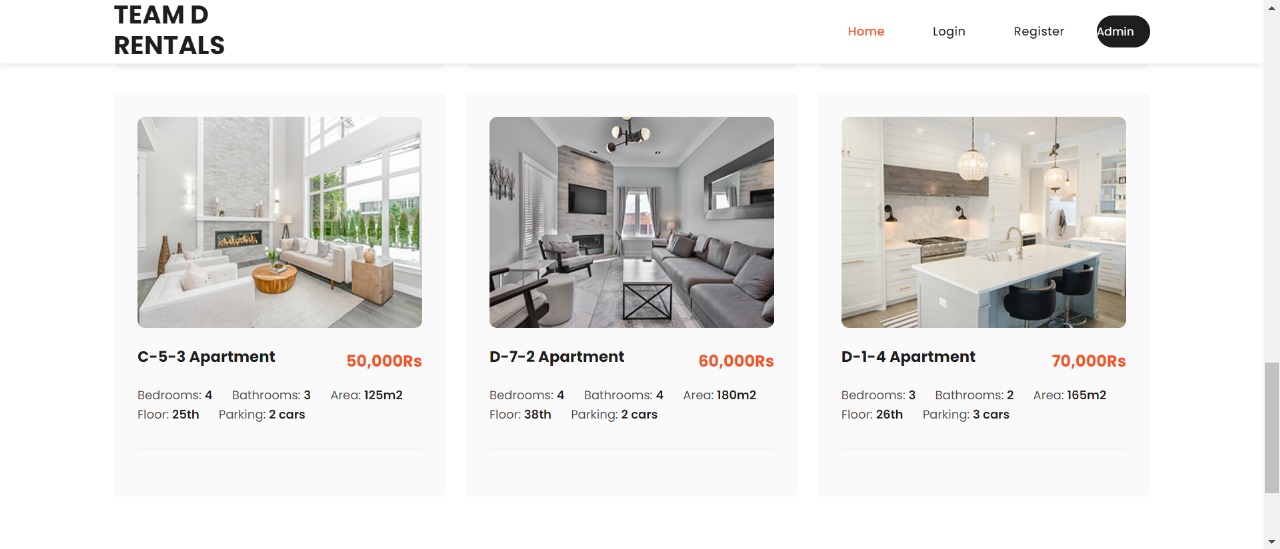 TEAM D
RENTALS
Home Login Register Admin
C-5-3 Apartment 50,000Rs
Bedrooms: 4 Bathrooms: 3 Area: 125m2
Floor: 25th Parking: 2 cars
D-7-2 Apartment 60,000Rs
Bedrooms: 4 Bathrooms: 4 Area: 180m2
Floor: 38th Parking: 2 cars
D-1-4 Apartment 70,000Rs
Bedrooms: 3 Bathrooms: 2 Area: 165m2
Floor: 26th Parking: 3 cars